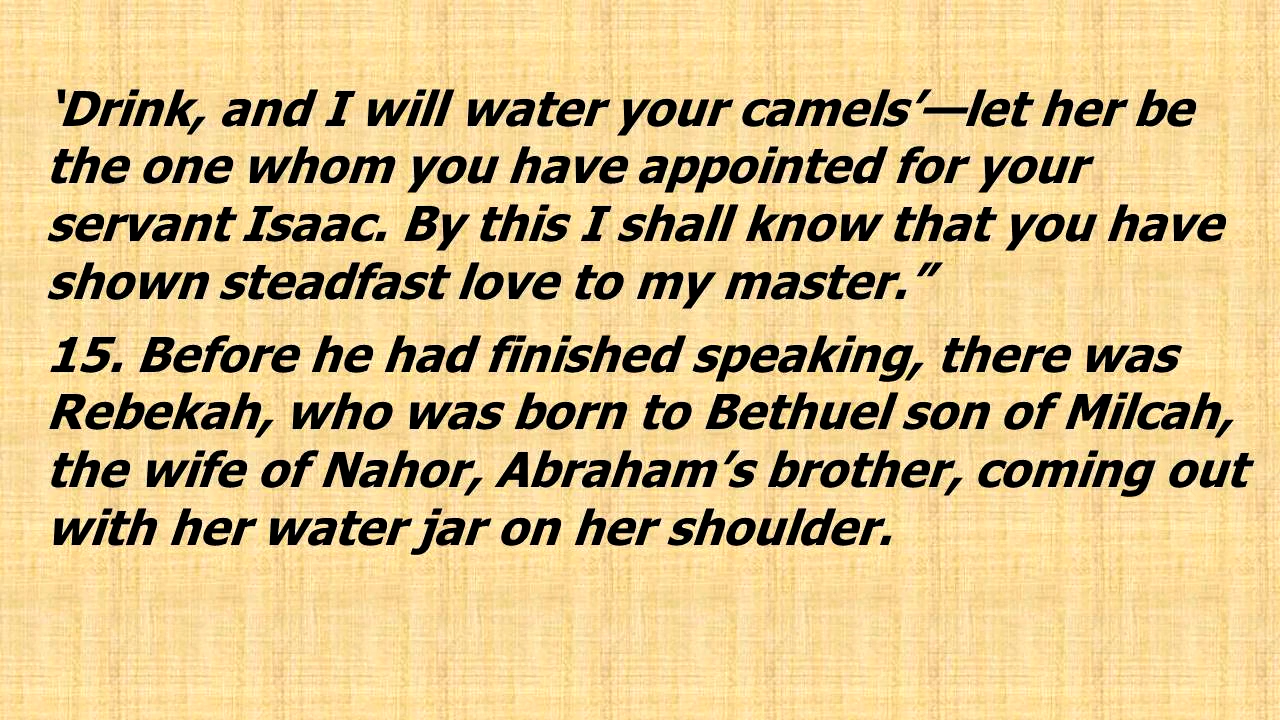 ‘Drink, and I will water your camels’—let her be
the one whom you have appointed for your
servant Isaac. By this I shall know that you have
shown steadfast love to my master.”
15. Before he had finished speaking, there was
Rebekah, who was born to Bethuel son of Milcah,
the wife of Nahor, Abraham’s brother, coming out
with her water jar on her shoulder.